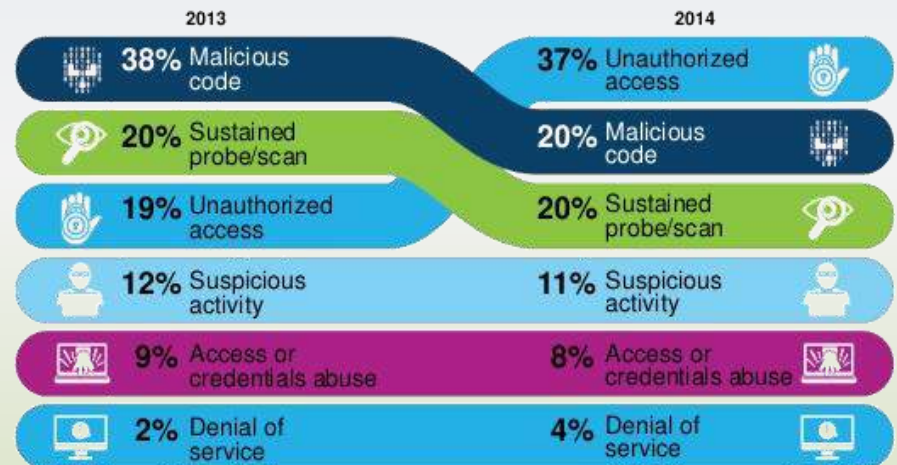 2013
2014
38% Malicious
code
37% Unauthorized
access
20% Sustained
probe/scan
20% Malicious
code
19% Unauthorized
access
20% Sustained
probe/scan
12% Suspicious
activity
11% Suspicious
activity
9% Access or
credentials abuse
8% Access or
credentials abuse
2% Denial of
service
4% Denial of
service